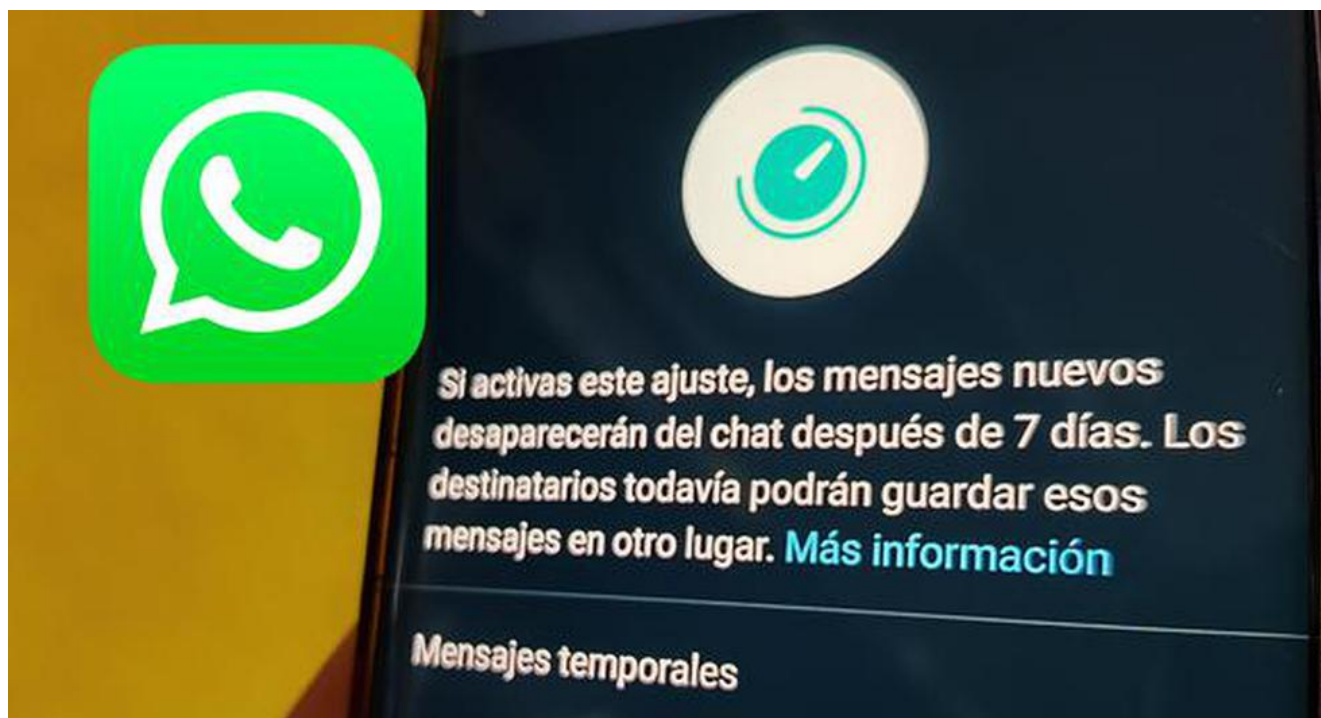 Si activas este ajuste, los mensajes nuevos
desaparecerán del chat después de 7 días. Los
destinatarios todavía podrán guardar esos
mensajes en otro lugar. Más información
Mensajes temporales